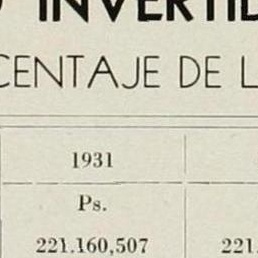 INVERTID
CENTAJE DE L
1931
Ps.
221.160,507 221.